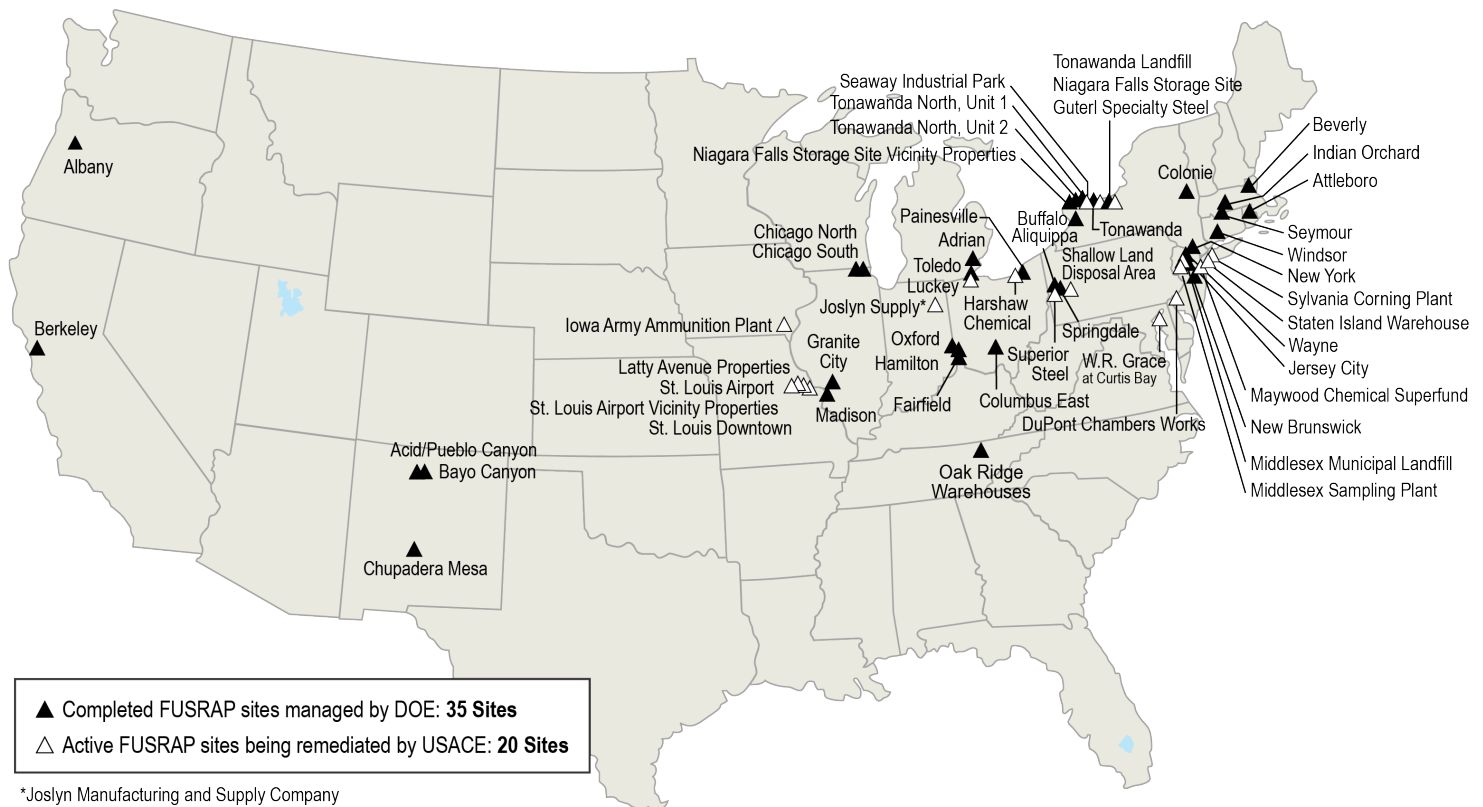 Tonawanda Landfill
Niagara Falls Storage Site
Guterl Specialty Steel
Seaway Industrial Park
Tonawanda North, Unit 1
Tonawanda North, Unit 2
Niagara Falls Storage Site Vicinity Properties
Beverly
Indian Orchard
Attleboro
Albany
Colonie
Painesville
Buffalo
Aliquippa
Tonawanda
Seymour
Windsor
New York
Sylvania Corning Plant
Staten Island Warehouse
Wayne
Jersey City
Maywood Chemical Superfund
New Brunswick
Middlesex Municipal Landfill
Middlesex Sampling Plant
Chicago North
Chicago South
Adrian
Toledo
Luckey
Shallow Land
Disposal Area
Joslyn Supply*
Harshaw
Chemical
Iowa Army Ammunition Plant
Berkeley
Granite
City
Oxford
Hamilton
Springdale
Superior
Steel
W.R. Grace
at Curtis Bay
Latty Avenue Properties
St. Louis Airport
St. Louis Airport Vicinity Properties
St. Louis Downtown
Madison
Fairfield
Columbus East
DuPont Chambers Works
Acid/Pueblo Canyon
Bayo Canyon
Oak Ridge
Warehouses
Chupadera Mesa
Completed FUSRAP sites managed by DOE: 35 Sites
Active FUSRAP sites being remediated by USACE: 20 Sites
*Joslyn Manufacturing and Supply Company